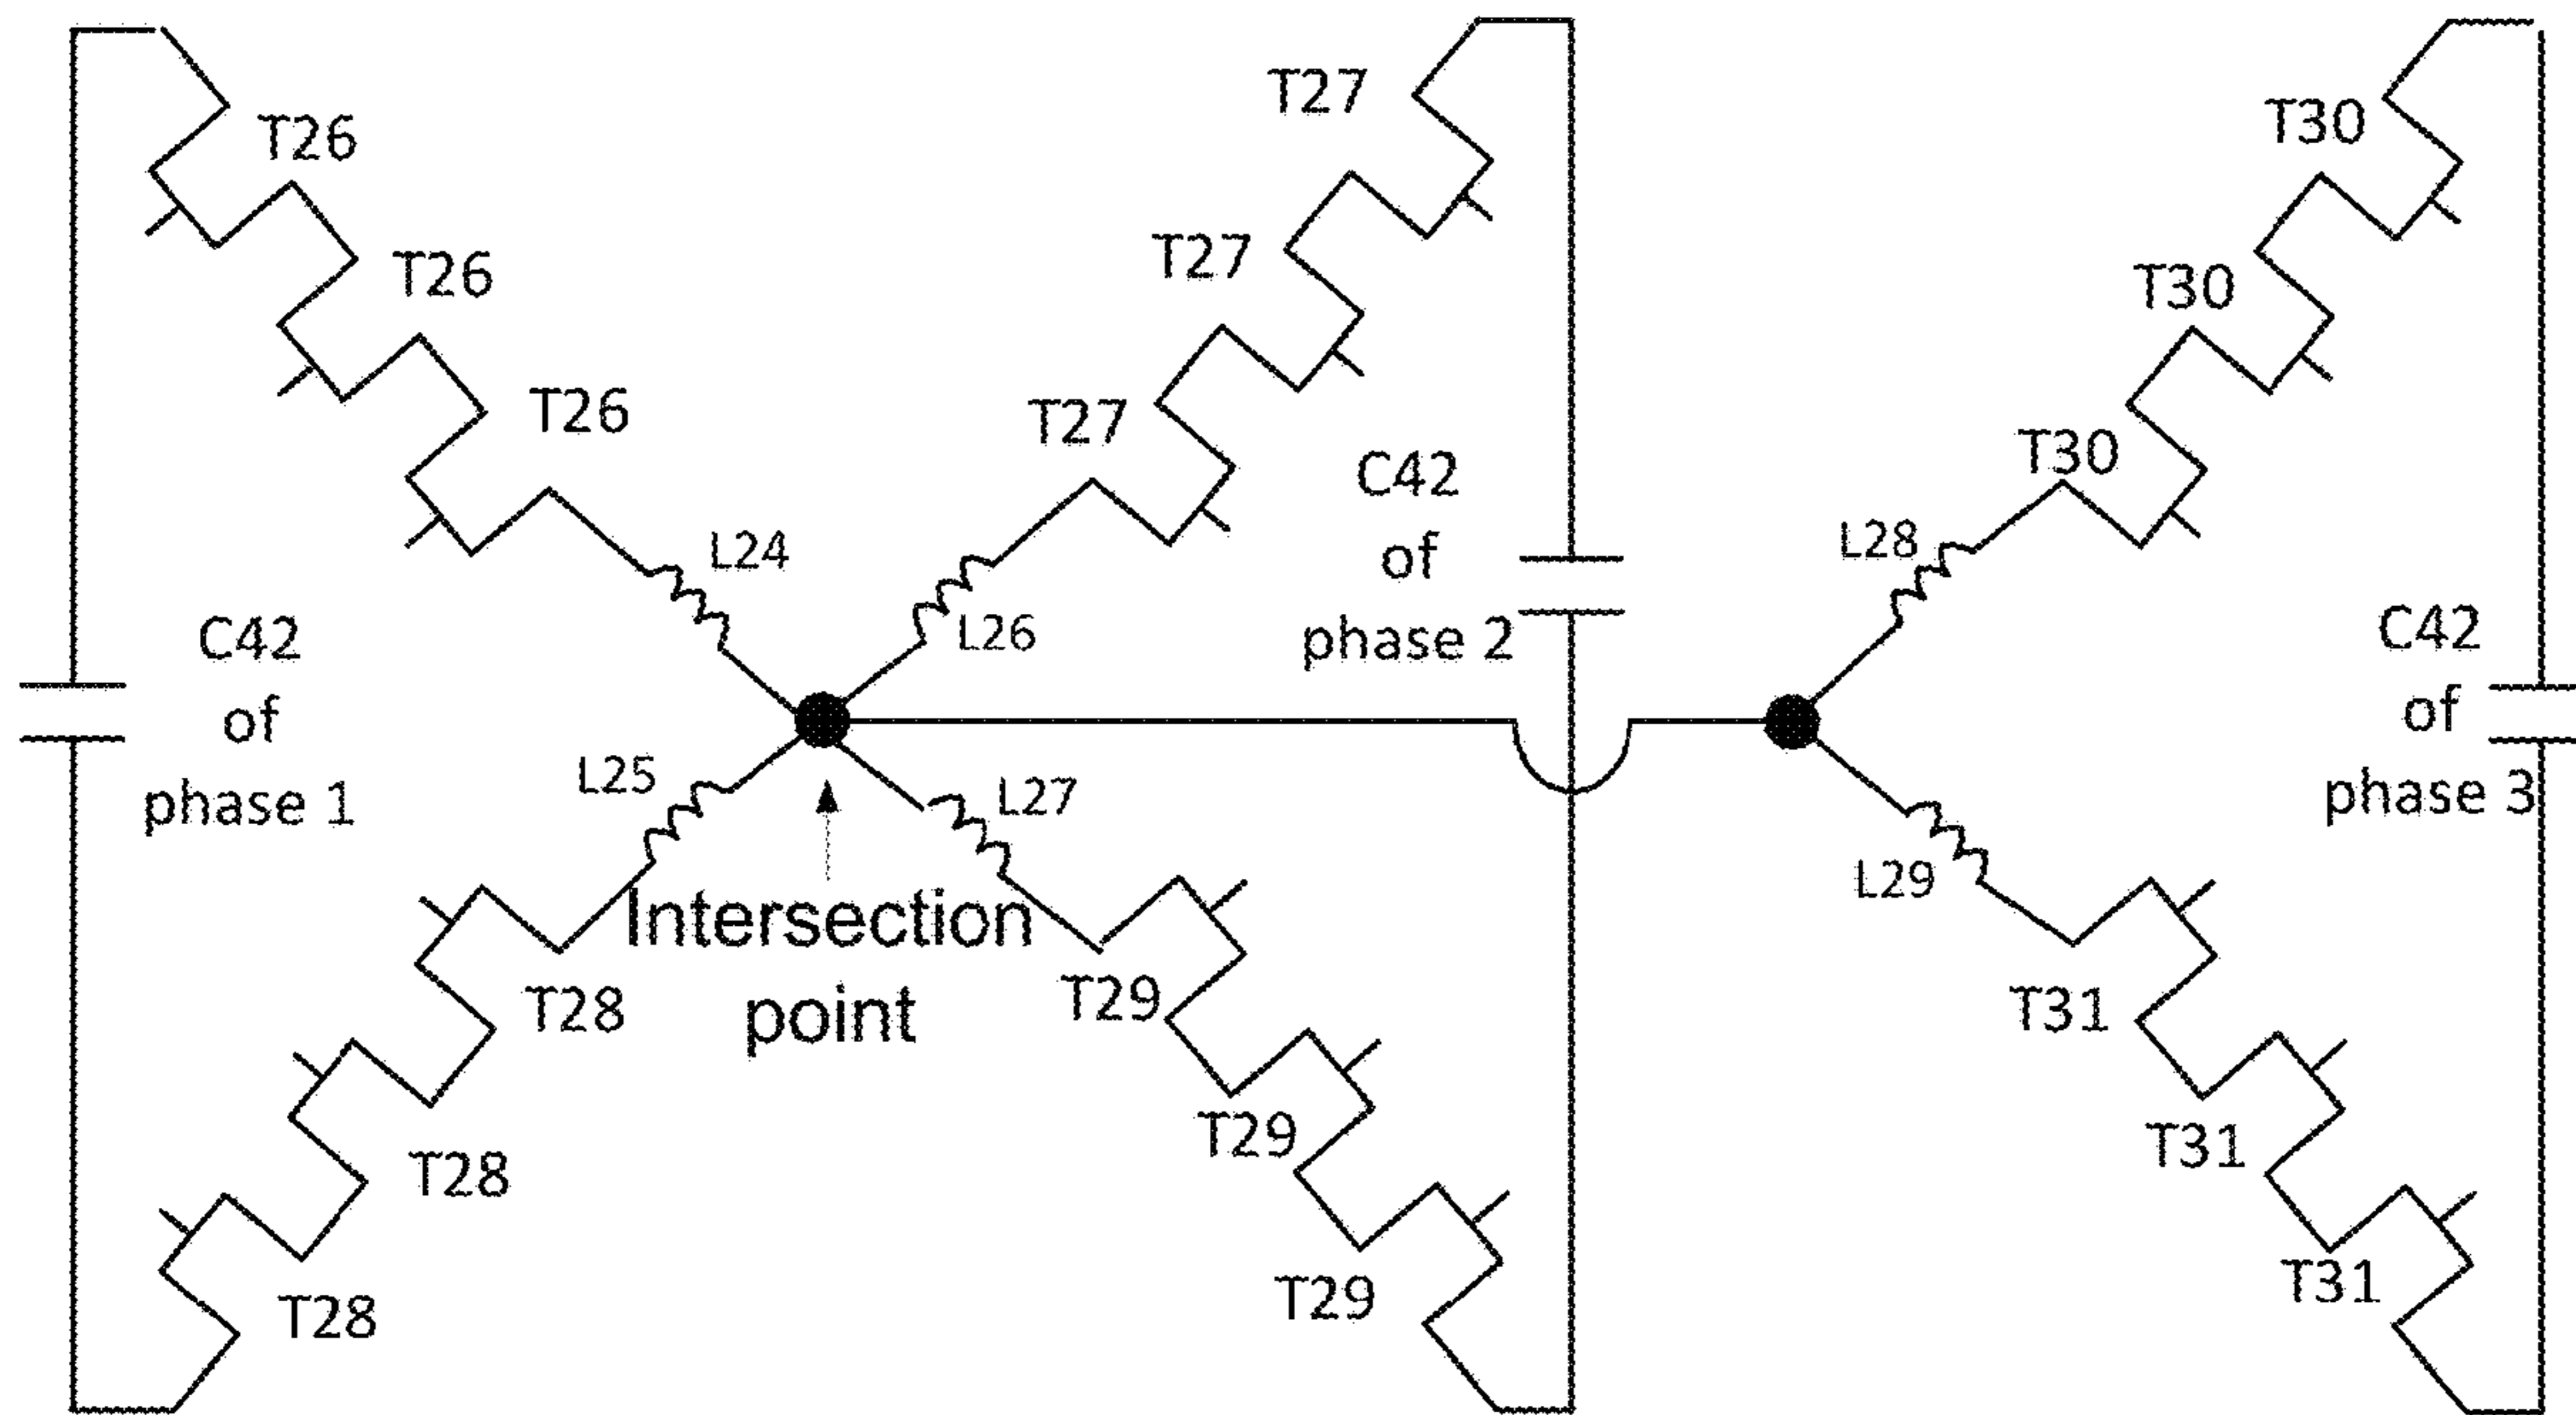 T26
T26
T26
T27
T27
T27
T30
T30
T30
L24
L26
L28
C42
of
phase 1
C42
of
phase 2
C42
of
phase 3
L25
L27
L29
Intersection
point
T28
T28
T28
T29
T29
T29
T31
T31
T31